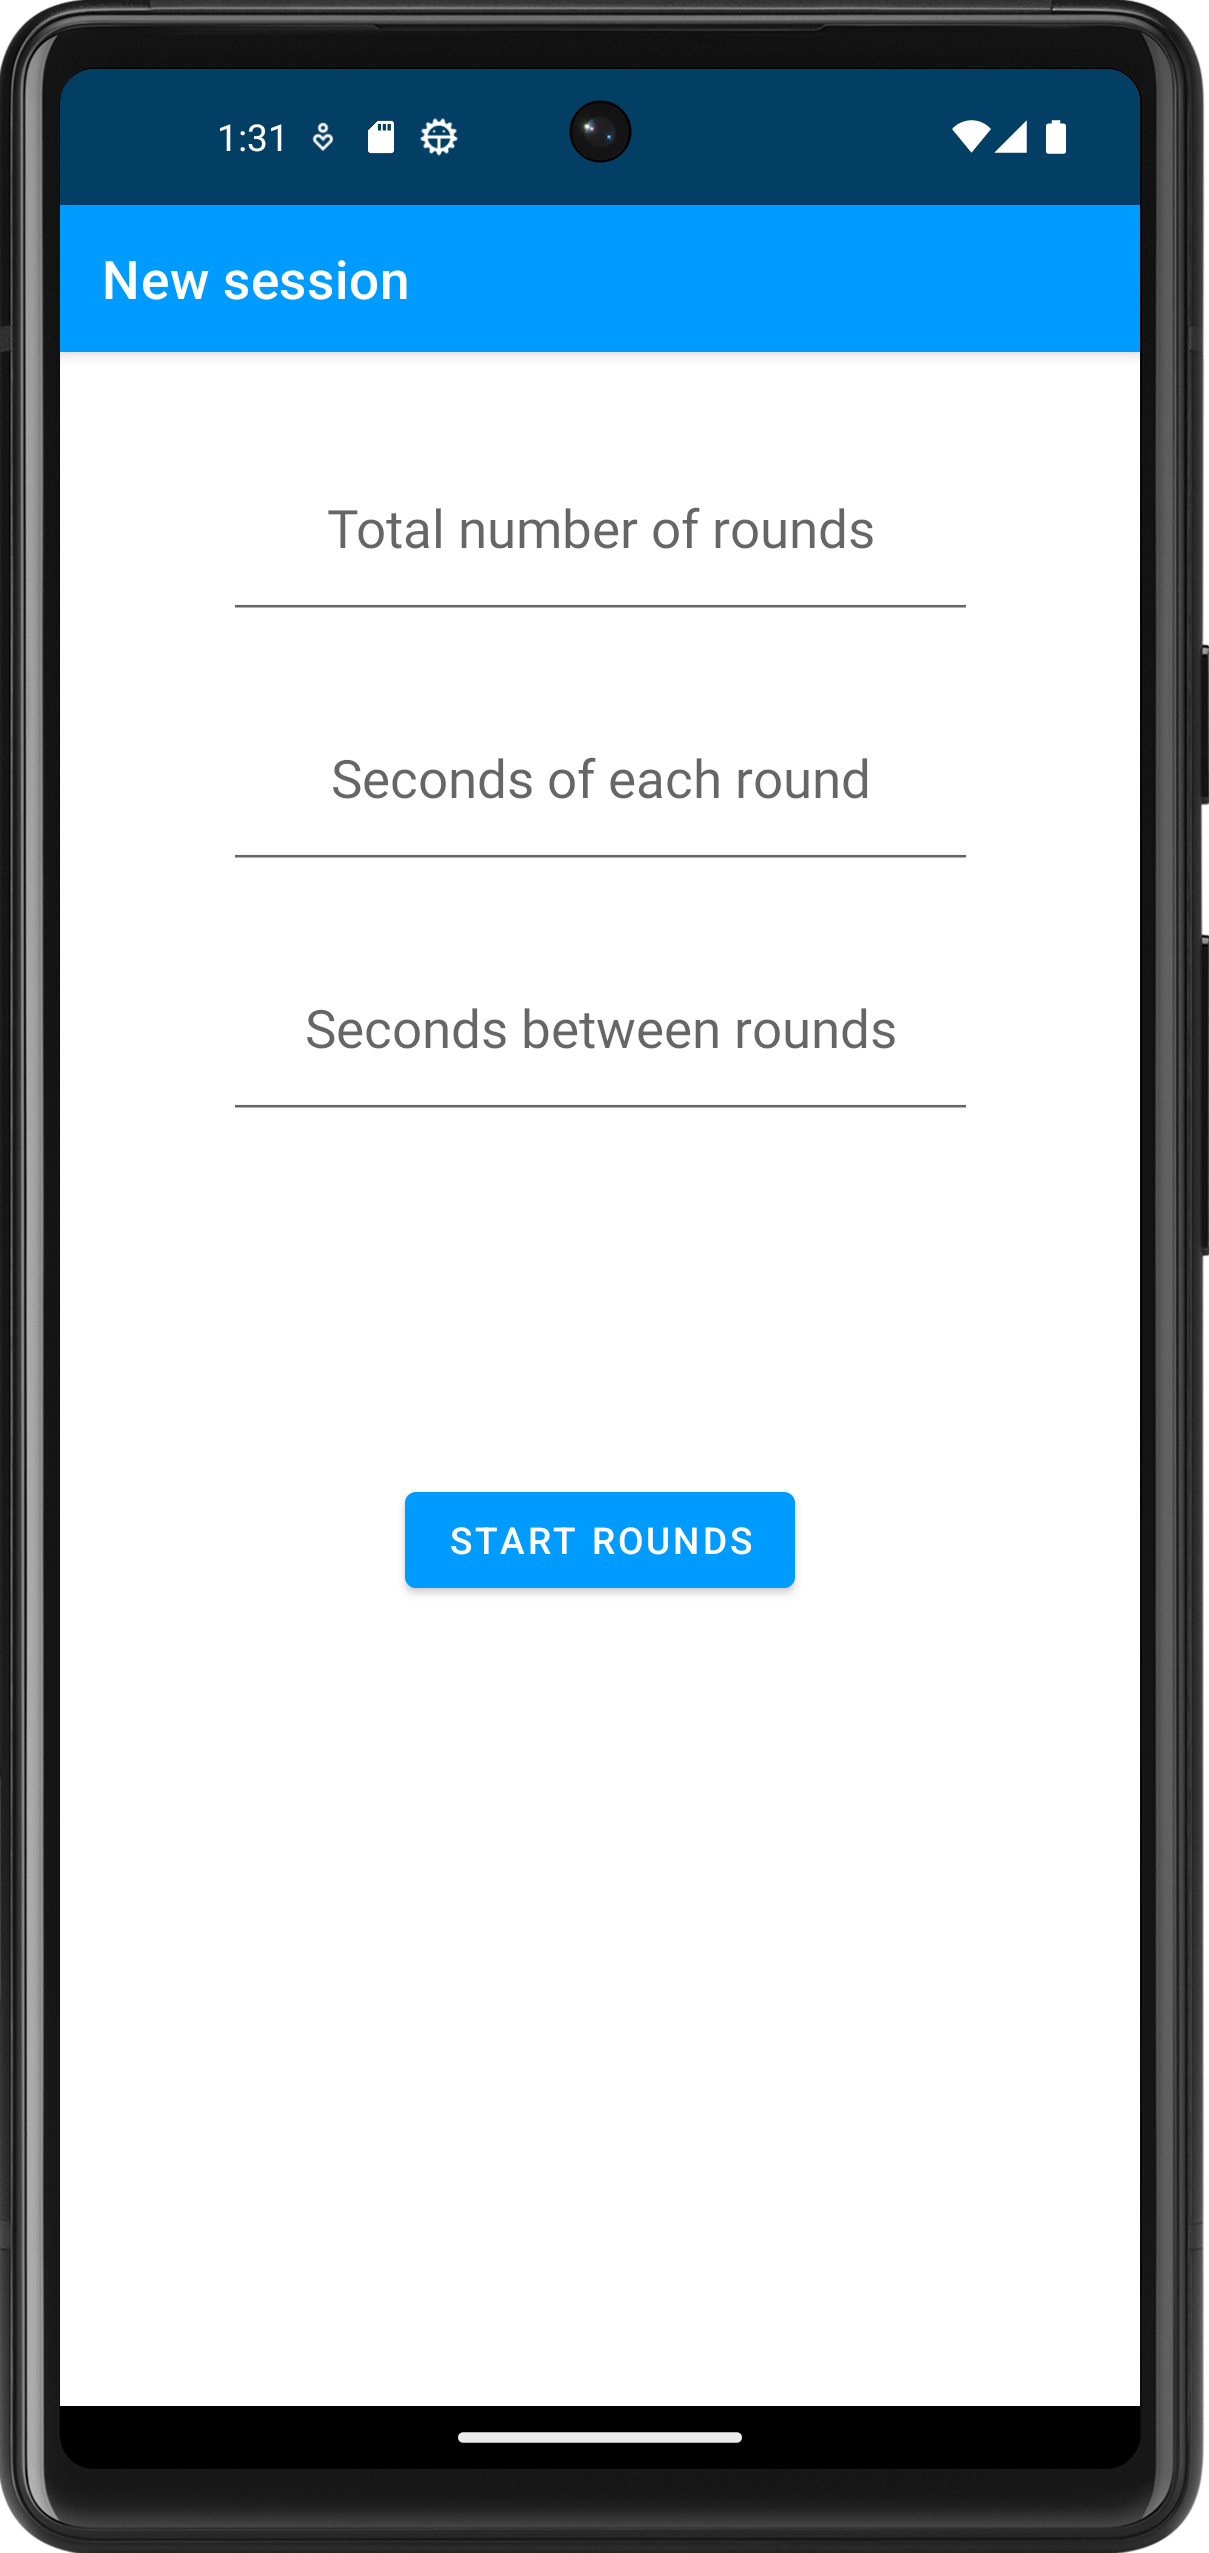 1:31
New session
Total number of rounds
Seconds of each round
Seconds between rounds
START ROUNDS